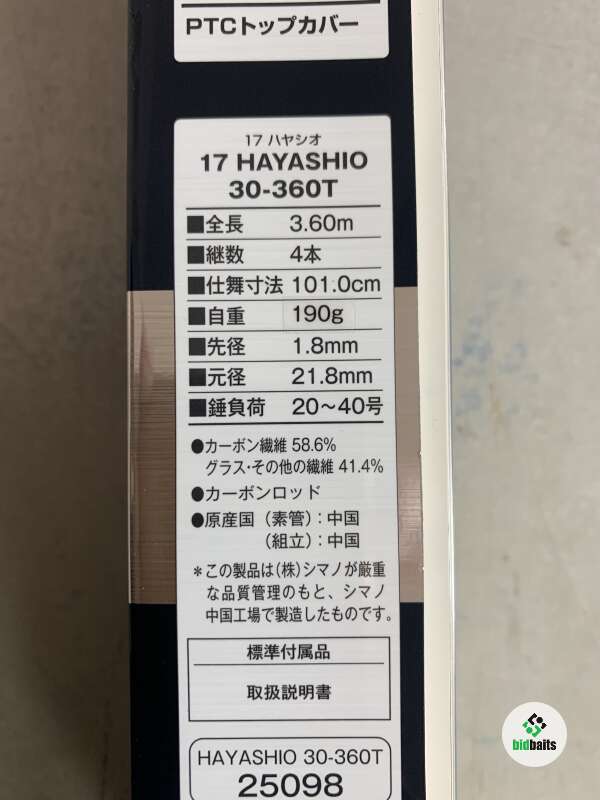 PTCトップカバー
17 ハヤシオ
17 HAYASHIO
30-360T
■全長 3.60m
■継数 4本
■仕舞寸法 101.0cm
■自重 190g
■先径 1.8mm
■元径 21.8mm
■錘負荷 20〜40号
●カーボン繊維 58.6%
グラス・その他の繊維 41.4%
●カーボンロッド
●原産国（素管）：中国
（組立）：中国
＊この製品は（株）シマノが厳重
な品質管理のもと、シマノ
中国工場で製造したものです。
標準付属品
取扱説明書
HAYASHIO 30-360T
25098
bidbaits